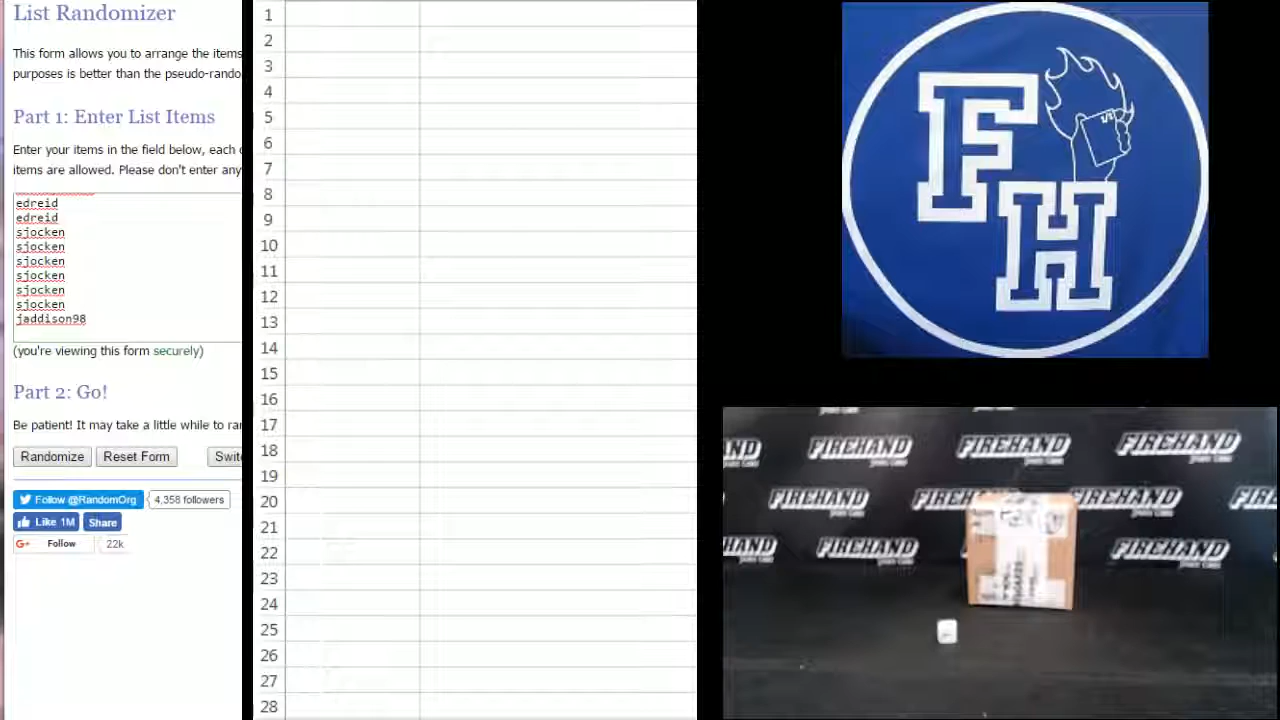 List Randomizer
This form allows you to arrange the items
purposes is better than the pseudo-rando
Part 1: Enter List Items
Enter your items in the field below, each
items are allowed. Please don't enter any
edreid
edreid
sjocken
sjocken
sjocken
sjocken
sjocken
sjocken
jaddison98
(you're viewing this form securely)
Part 2: Go!
Be patient! It may take a little while to ra
Randomize Reset Form Switc
Follow @RandomOrg 4,358 followers
Like 1M Share
G+ Follow 22k
1
2
3
4
5
6
7
8
9
10
11
12
13
14
15
16
17
18
19
20
21
22
23
24
25
26
27
28
F
H
AND FIREHAND FIREHAND FIREHAND
FIREHAND FIREHAND FIREHAND FIRE
HAND FIREHAND FIREHAND